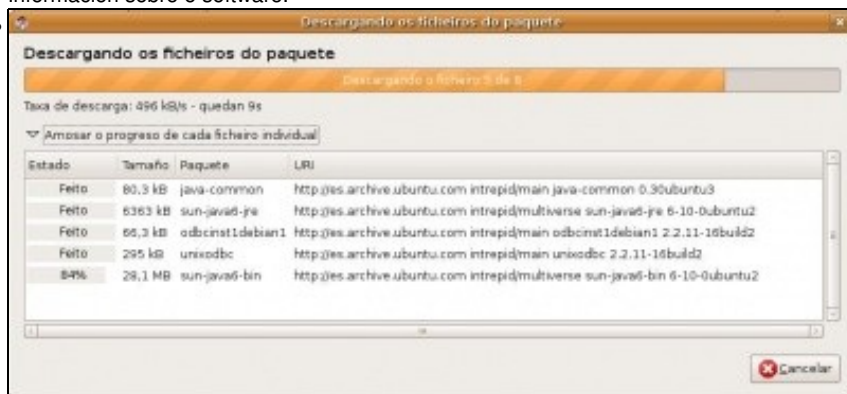 información sobre o software.
Descargando os ficheiros do paquete
Descargando os ficheiros do paquete
Descargando o ficheiro 5 de 8
Taxa de descarga: 496 kB/s - quedan 9s
Amosar o progreso de cada ficheiro individual
Estado Tamaño Paquete URI
Feito 80,3 kB java-common http://es.archive.ubuntu.com intrepid/main java-common 0.30ubuntu3
Feito 6363 kB sun-java6-jre http://es.archive.ubuntu.com intrepid/multiverse sun-java6-jre 6-10-0ubuntu2
Feito 66,3 kB odbcinst1debian1 http://es.archive.ubuntu.com intrepid/main odbcinst1debian1 2.2.11-16build2
Feito 295 kB unixodbc http://es.archive.ubuntu.com intrepid/main unixodbc 2.2.11-16build2
84% 28,1 MB sun-java6-bin http://es.archive.ubuntu.com intrepid/multiverse sun-java6-bin 6-10-0ubuntu2
Cancelar